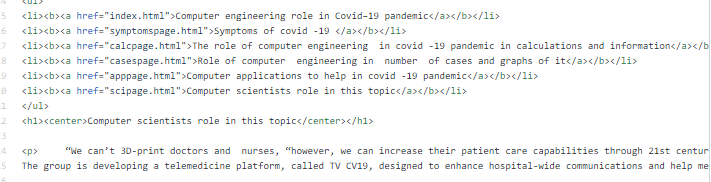 <ul>
5 <li><b><a href="index.html">Computer engineering role in Covid-19 pandemic</a></b></li>
6 <li><b><a href="symptomspage.html">Symptoms of covid -19 </a></b></li>
7 <li><b><a href="calcpage.html">The role of computer engineering  in covid -19 pandemic in calculations and information</a></b
8 <li><b><a href="casespage.html">Role of computer  engineering in  number  of cases and graphs of it</a></b></li>
9 <li><b><a href="apppage.html">Computer applications to help in covid -19 pandemic</a></b></li>
0 <li><b><a href="scipage.html">Computer scientists role in this topic</a></b></li>
1 </ul>
2 <h1><center>Computer scientists role in this topic</center></h1>
3
4 <p>     “We can’t 3D-print doctors and  nurses, “however, we can increase their patient care capabilities through 21st centur
5 The group is developing a telemedicine platform, called TV CV19, designed to enhance hospital-wide communications and help me
6